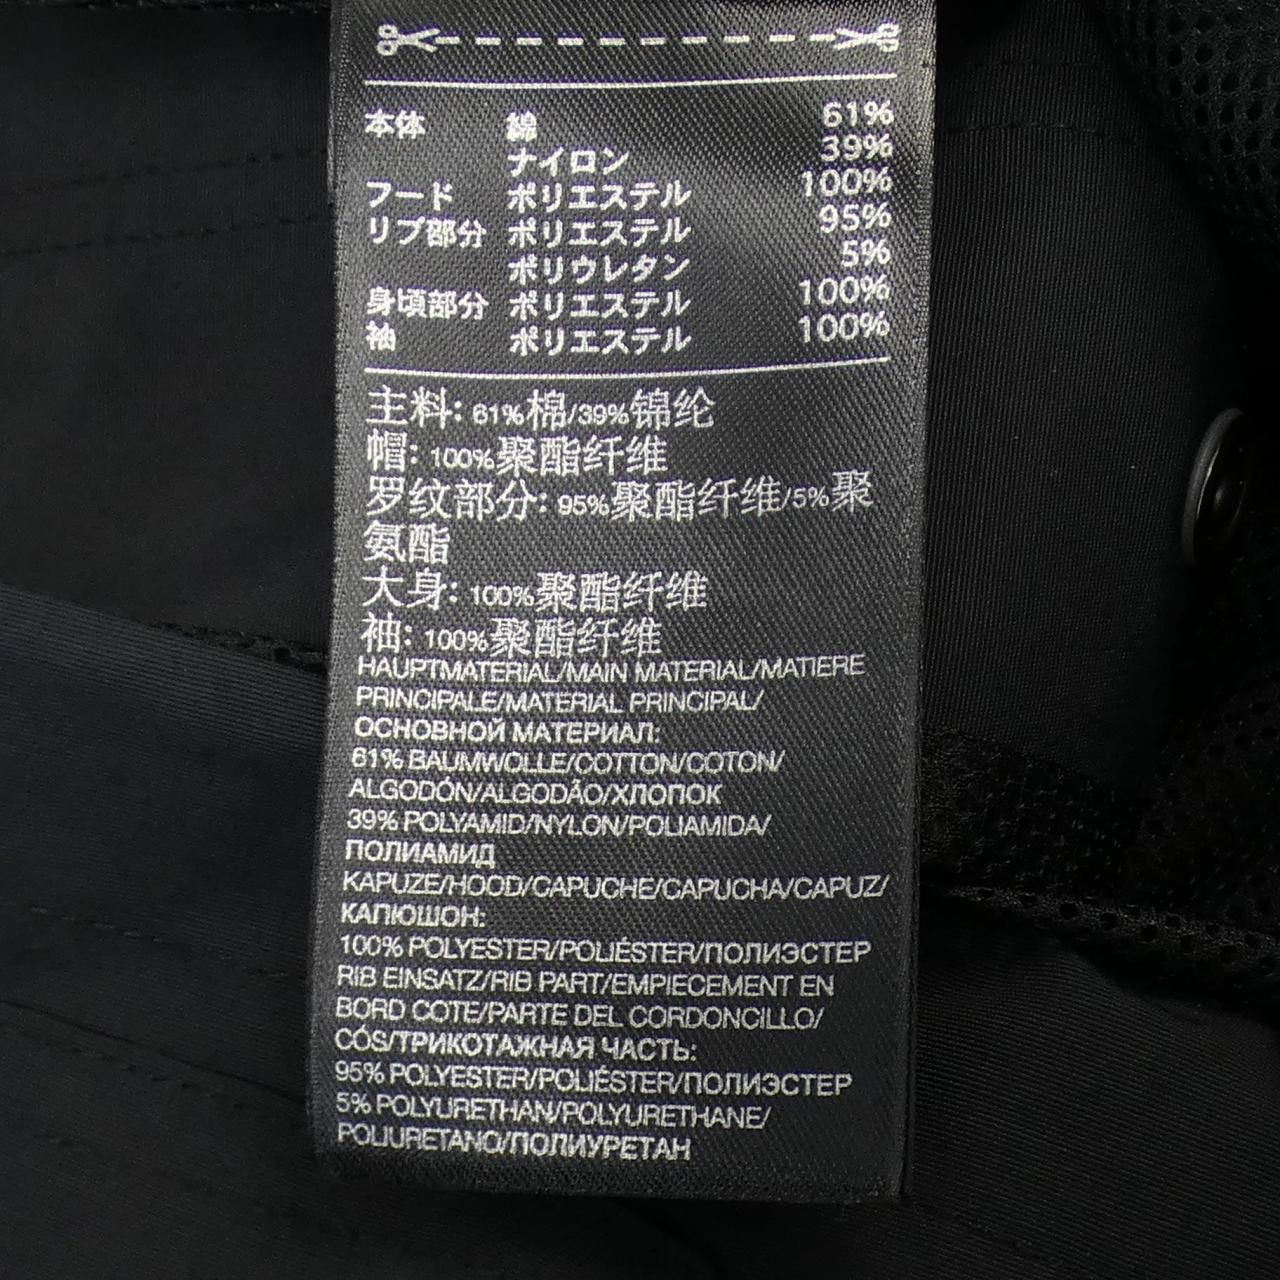 本体 綿 61%
ナイロン 39%
フード ポリエステル 100%
リブ部分 ポリエステル 95%
ポリウレタン 5%
身頃部分 ポリエステル 100%
袖 ポリエステル 100%
主料: 61%棉/39%锦纶
帽: 100%聚酯纤维
罗纹部分: 95%聚酯纤维/5%聚
氨酯
大身: 100%聚酯纤维
袖: 100%聚酯纤维
HAUPTMATERIAL/MAIN MATERIAL/MATIERE
PRINCIPALE/MATERIAL PRINCIPAL/
ОСНОВНОЙ МАТЕРИАЛ:
61% BAUMWOLLE/COTTON/COTON/
ALGODÓN/ALGODÃO/ХЛОПОК
39% POLYAMID/NYLON/POLIAMIDA/
ПОЛИАМИД
KAPUZE/HOOD/CAPUCHE/CAPUCHA/CAPUZ/
КАПЮШОН:
100% POLYESTER/POLIÉSTER/ПОЛИЭСТЕР
RIB EINSATZ/RIB PART/EMPIECEMENT EN
BORD COTE/PARTE DEL CORDONCILLO/
CÓS/ТРИКОТАЖНАЯ ЧАСТЬ:
95% POLYESTER/POLIÉSTER/ПОЛИЭСТЕР
5% POLYURETHAN/POLYURETHANE/
POLIURETANO/ПОЛИУРЕТАН